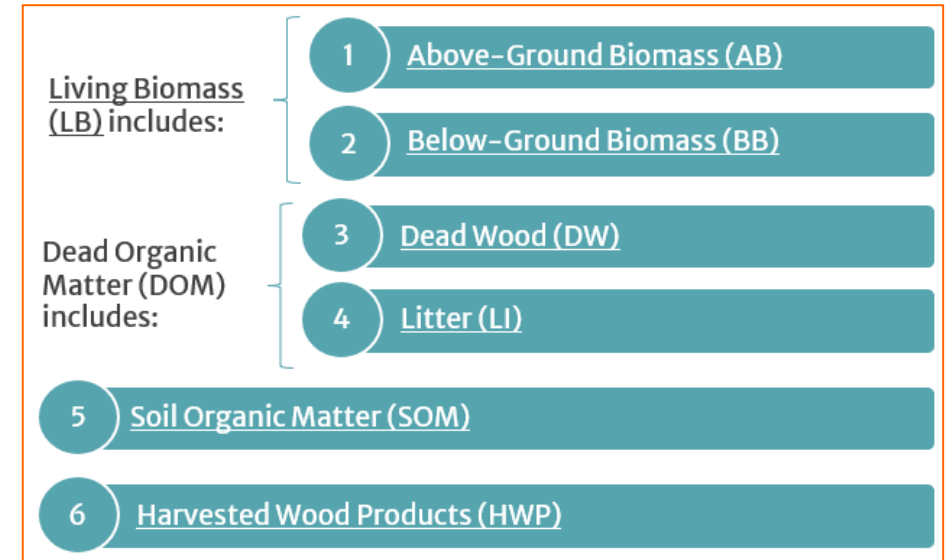 Living Biomass
(LB) includes:
1
Above-Ground Biomass (AB)
2
Below-Ground Biomass (BB)
Dead Organic
Matter (DOM)
includes:
3
Dead Wood (DW)
4
Litter (LI)
5
Soil Organic Matter (SOM)
6
Harvested Wood Products (HWP)